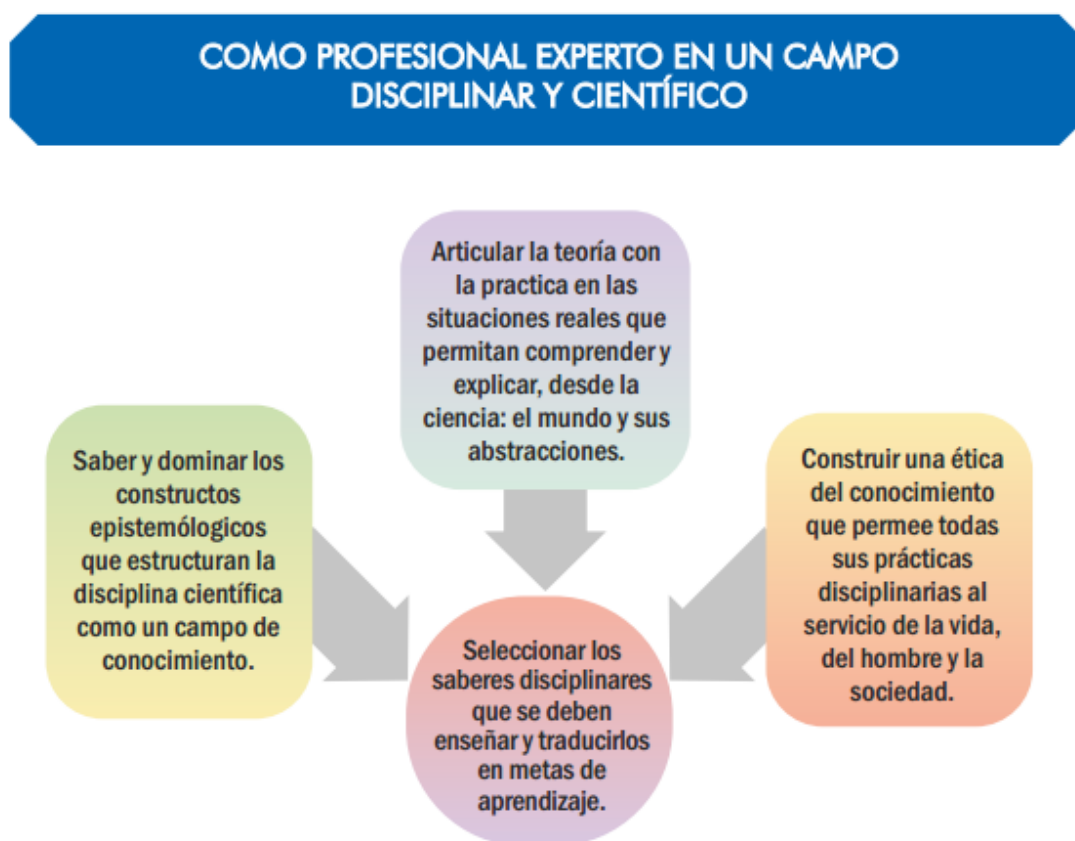 COMO PROFESIONAL EXPERTO EN UN CAMPO
DISCIPLINAR Y CIENTÍFICO
Articular la teoría con
la practica en las
situaciones reales que
permitan comprender y
explicar, desde la
ciencia: el mundo y sus
abstracciones.
Saber y dominar los
constructos
epistemólogicos
que estructuran la
disciplina científica
como un campo de
conocimiento.
Construir una ética
del conocimiento
que permee todas
sus prácticas
disciplinarias al
servicio de la vida,
del hombre y la
sociedad.
Seleccionar los
saberes disciplinares
que se deben
enseñar y traducirlos
en metas de
aprendizaje.